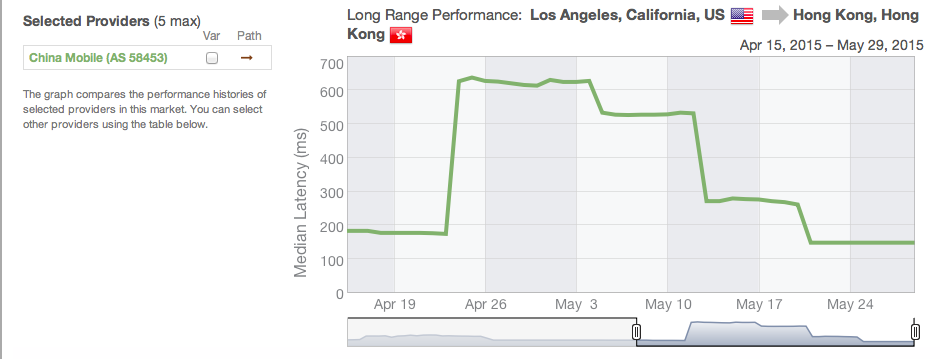 Selected Providers (5 max)
Var Path
China Mobile (AS 58453)
The graph compares the performance histories of
selected providers in this market. You can select
other providers using the table below.
Long Range Performance: Los Angeles, California, US Hong Kong, Hong
Kong
Apr 15, 2015 – May 29, 2015
Median Latency (ms)
700
600
500
400
300
200
100
0
Apr 19 Apr 26 May 3 May 10 May 17 May 24